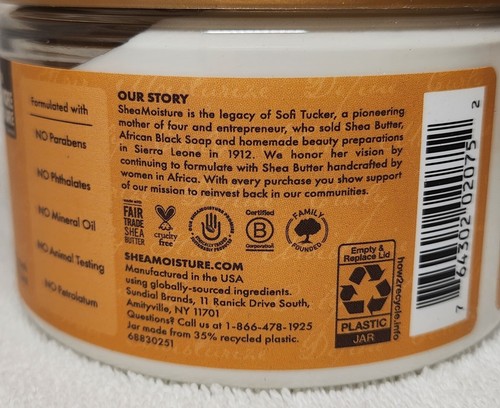 Formulated with
NO Parabens
NO Phthalates
NO Mineral Oil
NO Animal Testing
NO Petrolatum
OUR STORY
SheaMoisture is the legacy of Sofi Tucker, a pioneering
mother of four and entrepreneur, who sold Shea Butter,
African Black Soap and homemade beauty preparations
in Sierra Leone in 1912. We honor her vision by
continuing to formulate with Shea Butter handcrafted by
women in Africa. With every purchase you show support
of our mission to reinvest back in our communities.
MADE WITH
FAIR
TRADE
SHEA
BUTTER
cruelty
free
Certified
B
Corporation
FAMILY
FOUNDED
SHEAMOISTURE.COM
Manufactured in the USA
using globally-sourced ingredients.
Sundial Brands, 11 Ranick Drive South,
Amityville, NY 11701
Questions? Call us at 1-866-478-1925
Jar made from 35% recycled plastic.
68830251
Empty &
Replace Lid
PLASTIC
JAR
how2recycle.info
7 64302 02075 2